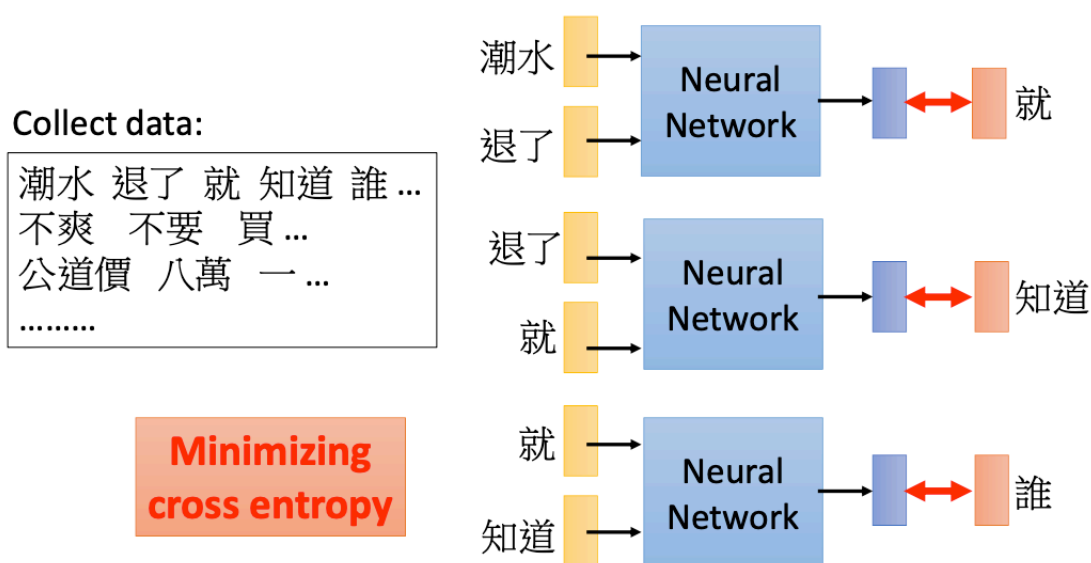 Collect data:
潮水 退了 就 知道 誰 ...
不爽 不要 買 ...
公道價 八萬 一 ...
.........
Minimizing
cross entropy
潮水
退了
Neural
Network
就
退了
就
Neural
Network
知道
就
知道
Neural
Network
誰